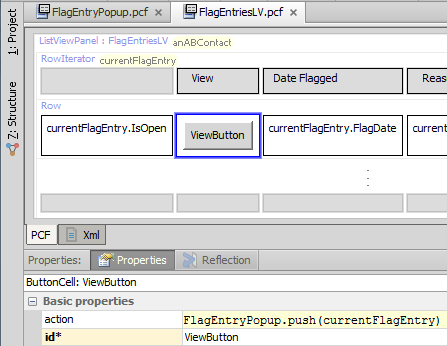 1: Project
Z: Structure
FlagEntryPopup.pcf
FlagEntriesLV.pcf
ListViewPanel : FlagEntriesLV anABContact
RowIterator currentFlagEntry
View Date Flagged Reas
Row
currentFlagEntry.IsOpen ViewButton currentFlagEntry.FlagDate currentF
PCF Xml
Properties: Properties Reflection
ButtonCell: ViewButton
Basic properties
action FlagEntryPopup.push(currentFlagEntry)
id* ViewButton